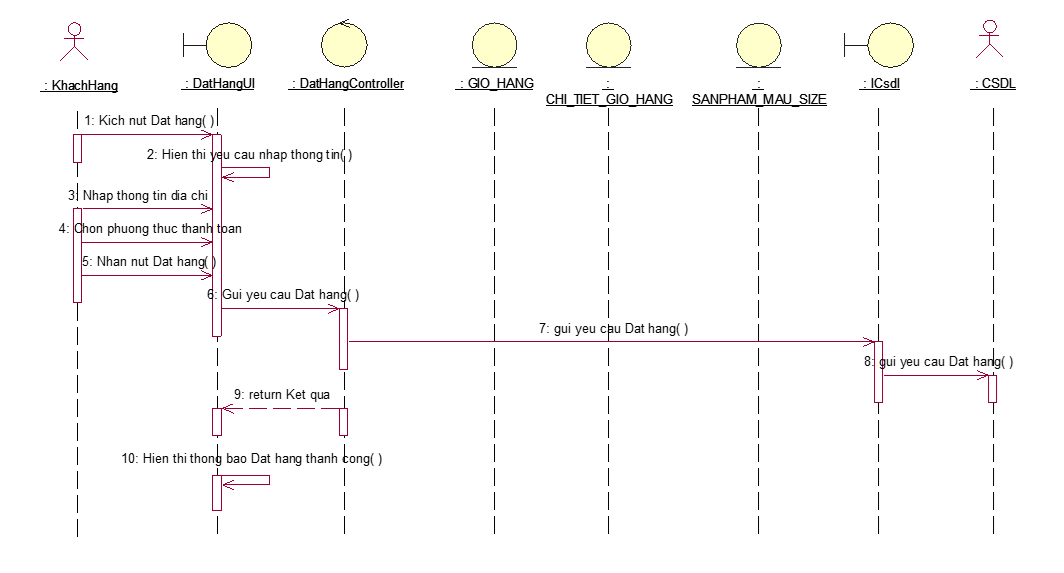 : KhachHang
: DatHangUI
: DatHangController
: GIO_HANG
:
CHI_TIET_GIO_HANG
:
SANPHAM_MAU_SIZE
: ICsdl
: CSDL
1: Kich nut Dat hang( )
2: Hien thi yeu cau nhap thong tin( )
3: Nhap thong tin dia chi
4: Chon phuong thuc thanh toan
5: Nhan nut Dat hang( )
6: Gui yeu cau Dat hang( )
7: gui yeu cau Dat hang( )
8: gui yeu cau Dat hang( )
9: return Ket qua
10: Hien thi thong bao Dat hang thanh cong( )